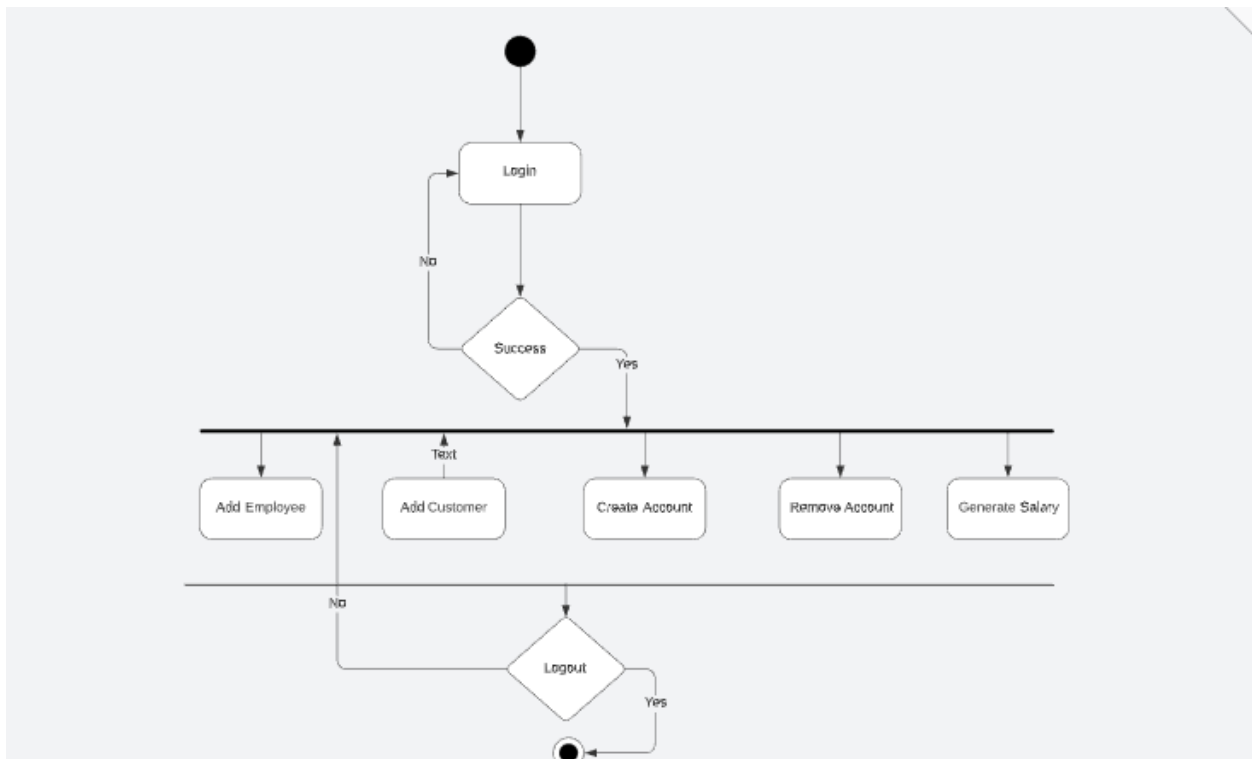 Login
No
Success
Yes
Text
Add Employee
Add Customer
Create Account
Remove Account
Generate Salary
No
Logout
Yes